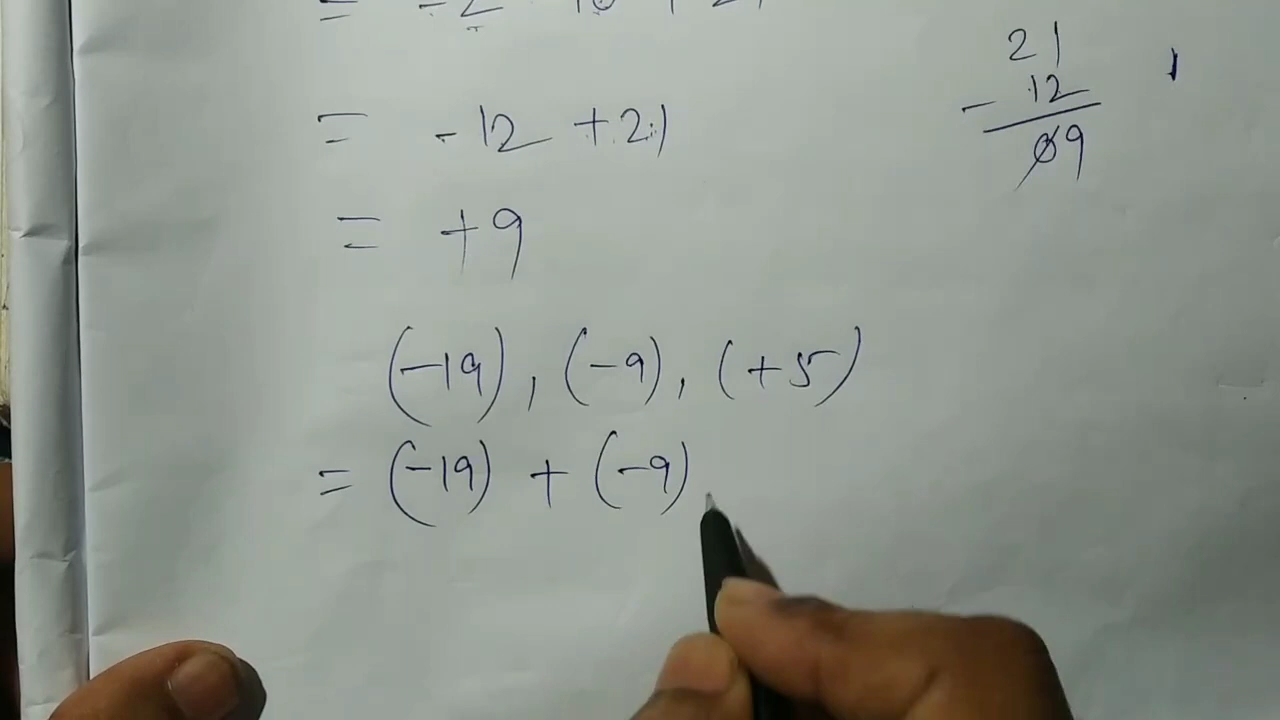 = -12 + 21
= +9
(-19), (-9), (+5)
= (-19) + (-9)
21
- 12
09